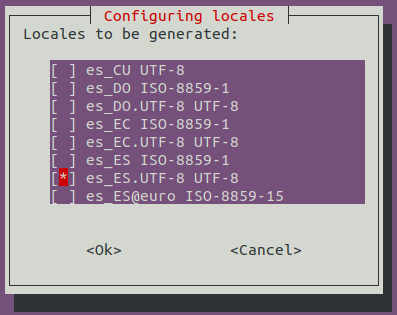 Configuring locales
Locales to be generated:
[ ] es_CU UTF-8
[ ] es_DO ISO-8859-1
[ ] es_DO.UTF-8 UTF-8
[ ] es_EC ISO-8859-1
[ ] es_EC.UTF-8 UTF-8
[ ] es_ES ISO-8859-1
[*] es_ES.UTF-8 UTF-8
[ ] es_ES@euro ISO-8859-15
<Ok> <Cancel>